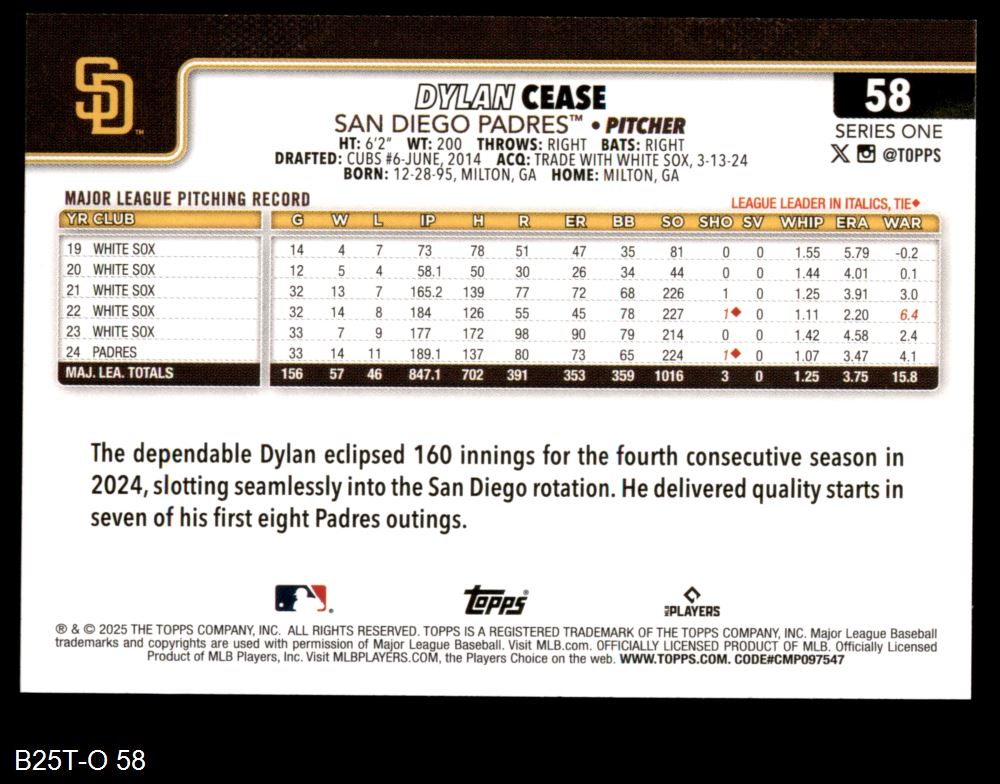 SD ™
DYLAN CEASE
58
SAN DIEGO PADRES™ • PITCHER
SERIES ONE
HT: 6'2" WT: 200 THROWS: RIGHT BATS: RIGHT
@TOPPS
DRAFTED: CUBS #6-JUNE, 2014 ACQ: TRADE WITH WHITE SOX, 3-13-24
BORN: 12-28-95, MILTON, GA HOME: MILTON, GA
MAJOR LEAGUE PITCHING RECORD
LEAGUE LEADER IN ITALICS, TIE◆
YR CLUB G W L IP H R ER BB SO SHO SV WHIP ERA WAR
19 WHITE SOX 14 4 7 73 78 51 47 35 81 0 0 1.55 5.79 -0.2
20 WHITE SOX 12 5 4 58.1 50 30 26 34 44 0 0 1.44 4.01 0.1
21 WHITE SOX 32 13 7 165.2 139 77 72 68 226 1 0 1.25 3.91 3.0
22 WHITE SOX 32 14 8 184 126 55 45 78 227 1◆ 0 1.11 2.20 6.4
23 WHITE SOX 33 7 9 177 172 98 90 79 214 0 0 1.42 4.58 2.4
24 PADRES 33 14 11 189.1 137 80 73 65 224 1◆ 0 1.07 3.47 4.1
MAJ. LEA. TOTALS 156 57 46 847.1 702 391 353 359 1016 3 0 1.25 3.75 15.8
The dependable Dylan eclipsed 160 innings for the fourth consecutive season in
2024, slotting seamlessly into the San Diego rotation. He delivered quality starts in
seven of his first eight Padres outings.
Topps®
MLB PLAYERS
® & © 2025 THE TOPPS COMPANY, INC. ALL RIGHTS RESERVED. TOPPS IS A REGISTERED TRADEMARK OF THE TOPPS COMPANY, INC. Major League Baseball
trademarks and copyrights are used with permission of Major League Baseball. Visit MLB.com. OFFICIALLY LICENSED PRODUCT OF MLB. Officially Licensed
Product of MLB Players, Inc. Visit MLBPLAYERS.COM, the Players Choice on the web. WWW.TOPPS.COM. CODE#CMP097547
B25T-O 58